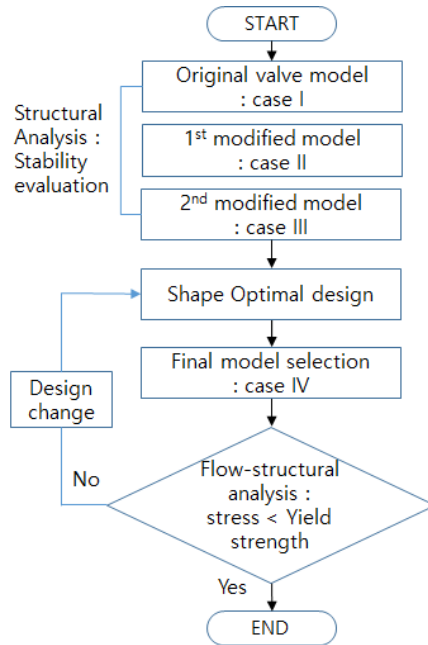 START
Original valve model
: case I
Structural
Analysis :
Stability
evaluation
1st modified model
: case II
2nd modified model
: case III
Shape Optimal design
Final model selection
: case IV
Design
change
No
Flow-structural
analysis :
stress < Yield
strength
Yes
END